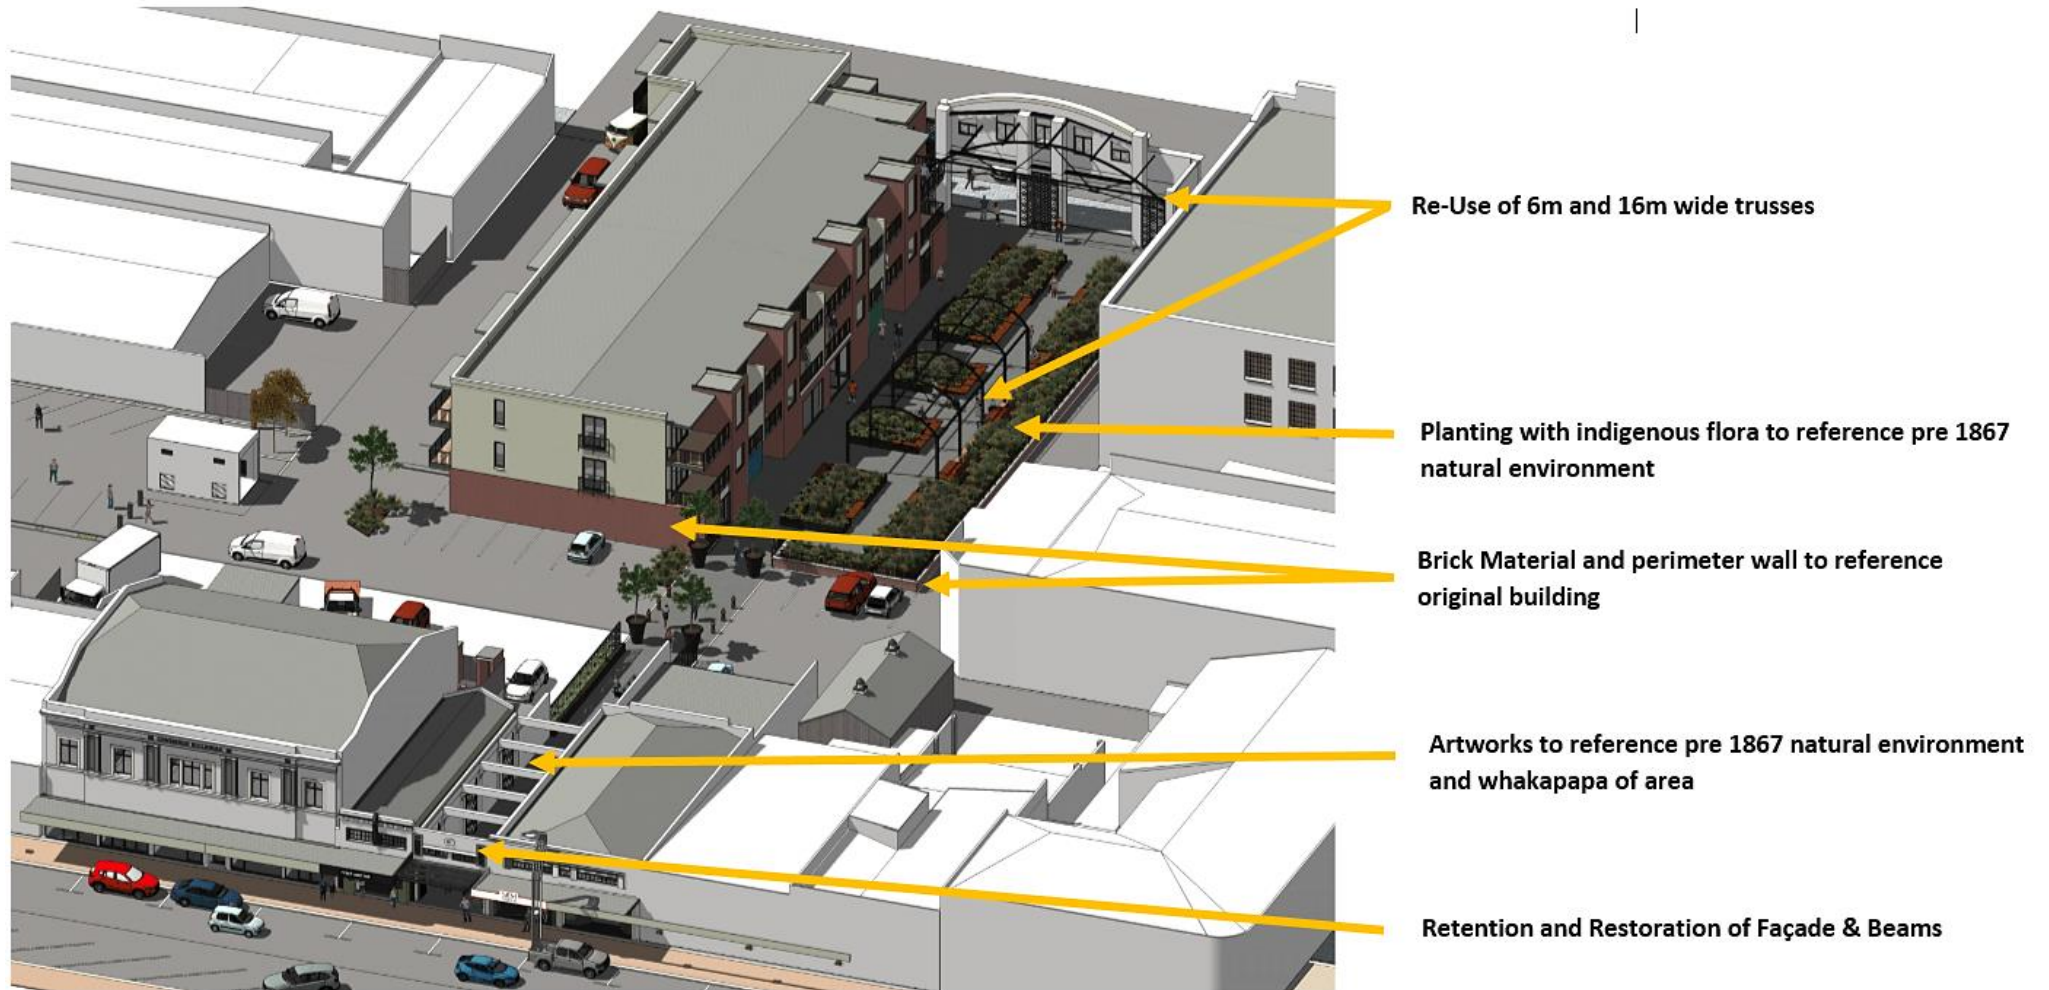 Re-Use of 6m and 16m wide trusses
Planting with indigenous flora to reference pre 1867
natural environment
Brick Material and perimeter wall to reference
original building
Artworks to reference pre 1867 natural environment
and whakapapa of area
Retention and Restoration of Façade & Beams